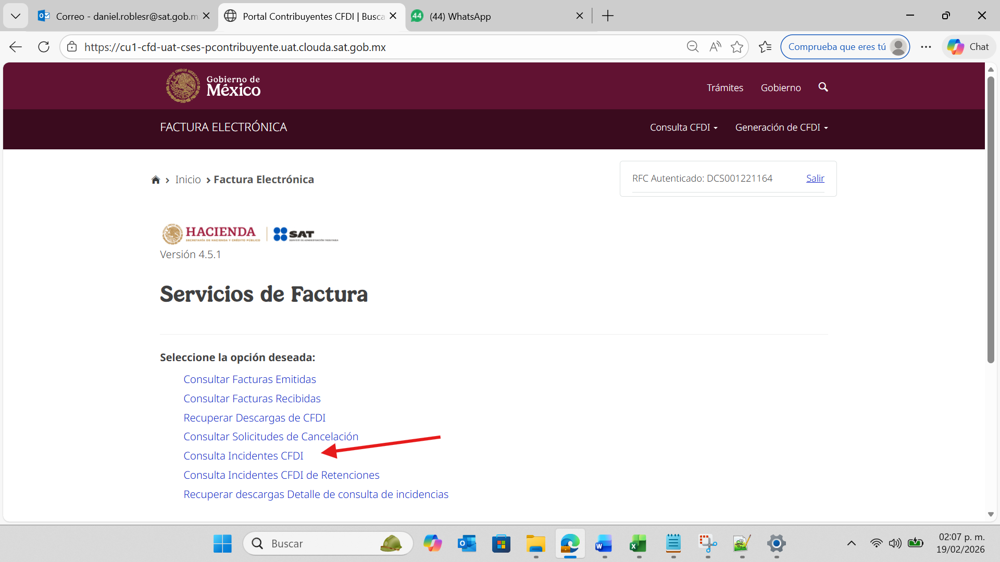 Correo - daniel.roblesr@sat.gob.m
Portal Contribuyentes CFDI | Busca
44
(44) WhatsApp
https://cu1-cfd-uat-cses-pcontribuyente.uat.clouda.sat.gob.mx
Comprueba que eres tú
Chat
Gobierno de
México
Trámites
Gobierno
FACTURA ELECTRÓNICA
Consulta CFDI
Generación de CFDI
Inicio
Factura Electrónica
RFC Autenticado: DCS001221164
Salir
HACIENDA
SECRETARÍA DE HACIENDA Y CRÉDITO PÚBLICO
SAT
SERVICIO DE ADMINISTRACIÓN TRIBUTARIA
Versión 4.5.1
Servicios de Factura
Seleccione la opción deseada:
Consultar Facturas Emitidas
Consultar Facturas Recibidas
Recuperar Descargas de CFDI
Consultar Solicitudes de Cancelación
Consulta Incidentes CFDI
Consulta Incidentes CFDI de Retenciones
Recuperar descargas Detalle de consulta de incidencias
Buscar
02:07 p. m.
19/02/2026